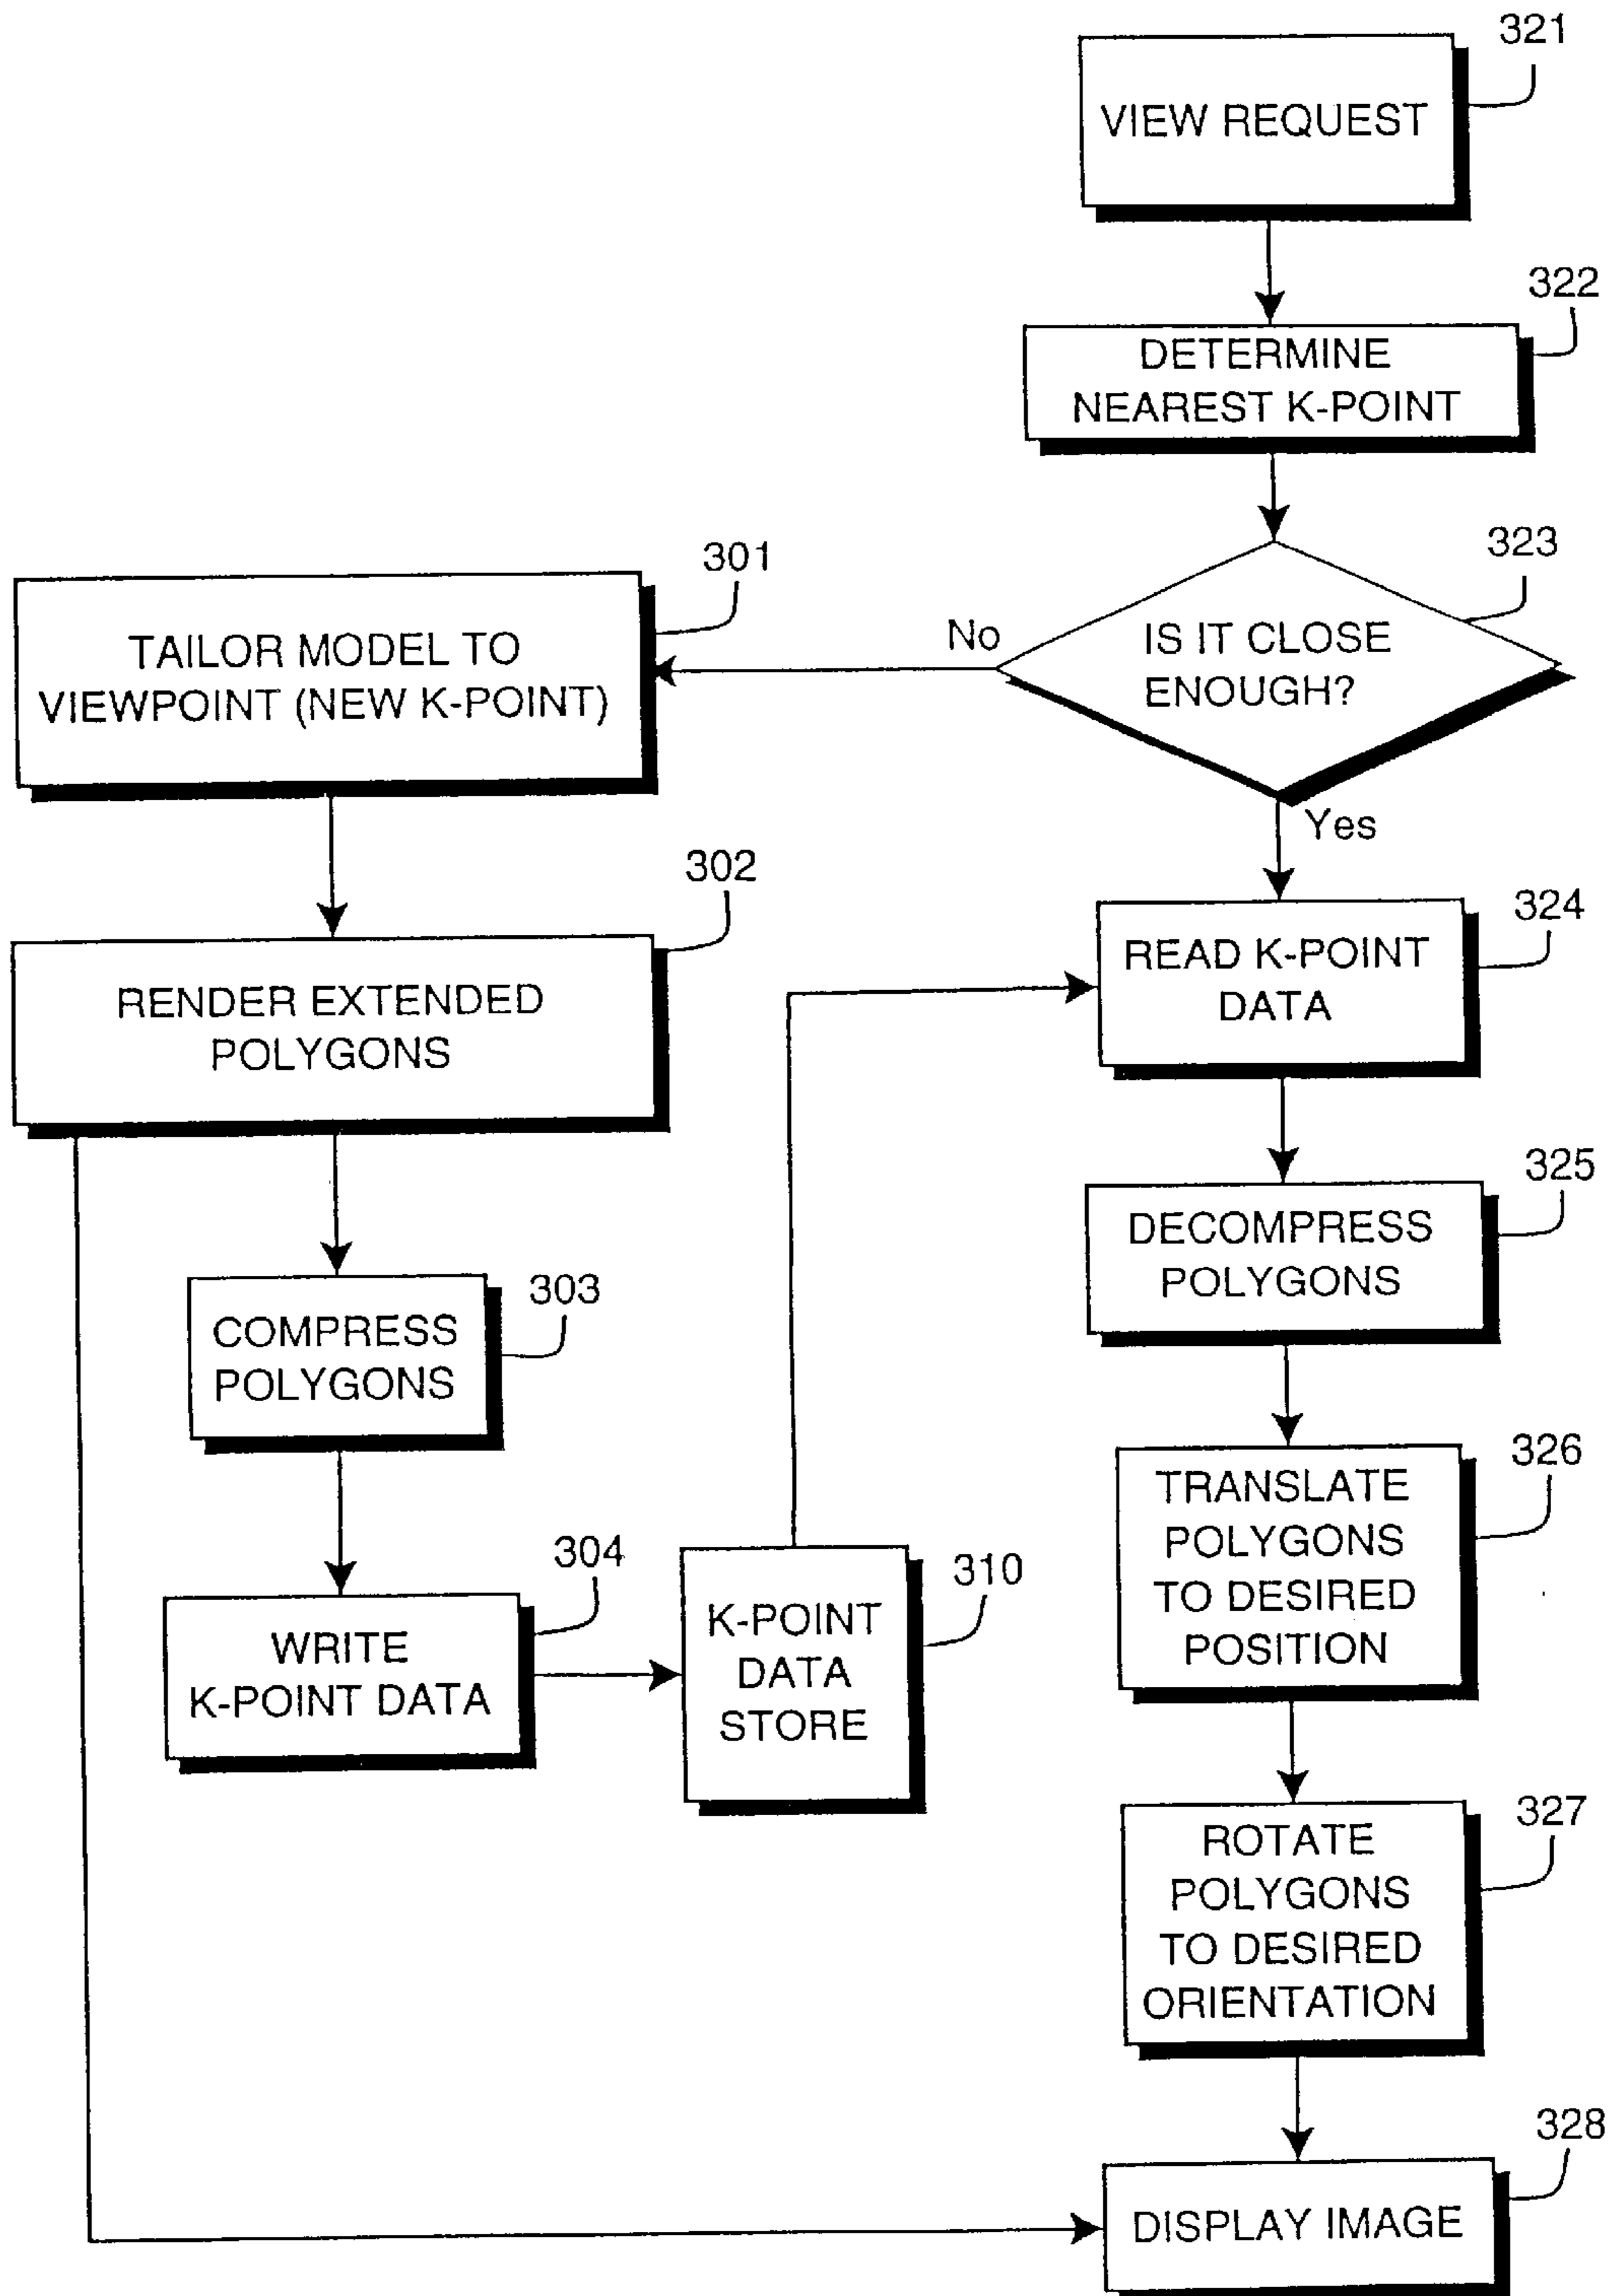 321
VIEW REQUEST
322
DETERMINE
NEAREST K-POINT
323
IS IT CLOSE
ENOUGH?
No
Yes
301
TAILOR MODEL TO
VIEWPOINT (NEW K-POINT)
302
RENDER EXTENDED
POLYGONS
303
COMPRESS
POLYGONS
304
WRITE
K-POINT DATA
310
K-POINT
DATA
STORE
324
READ K-POINT
DATA
325
DECOMPRESS
POLYGONS
326
TRANSLATE
POLYGONS
TO DESIRED
POSITION
327
ROTATE
POLYGONS
TO DESIRED
ORIENTATION
328
DISPLAY IMAGE